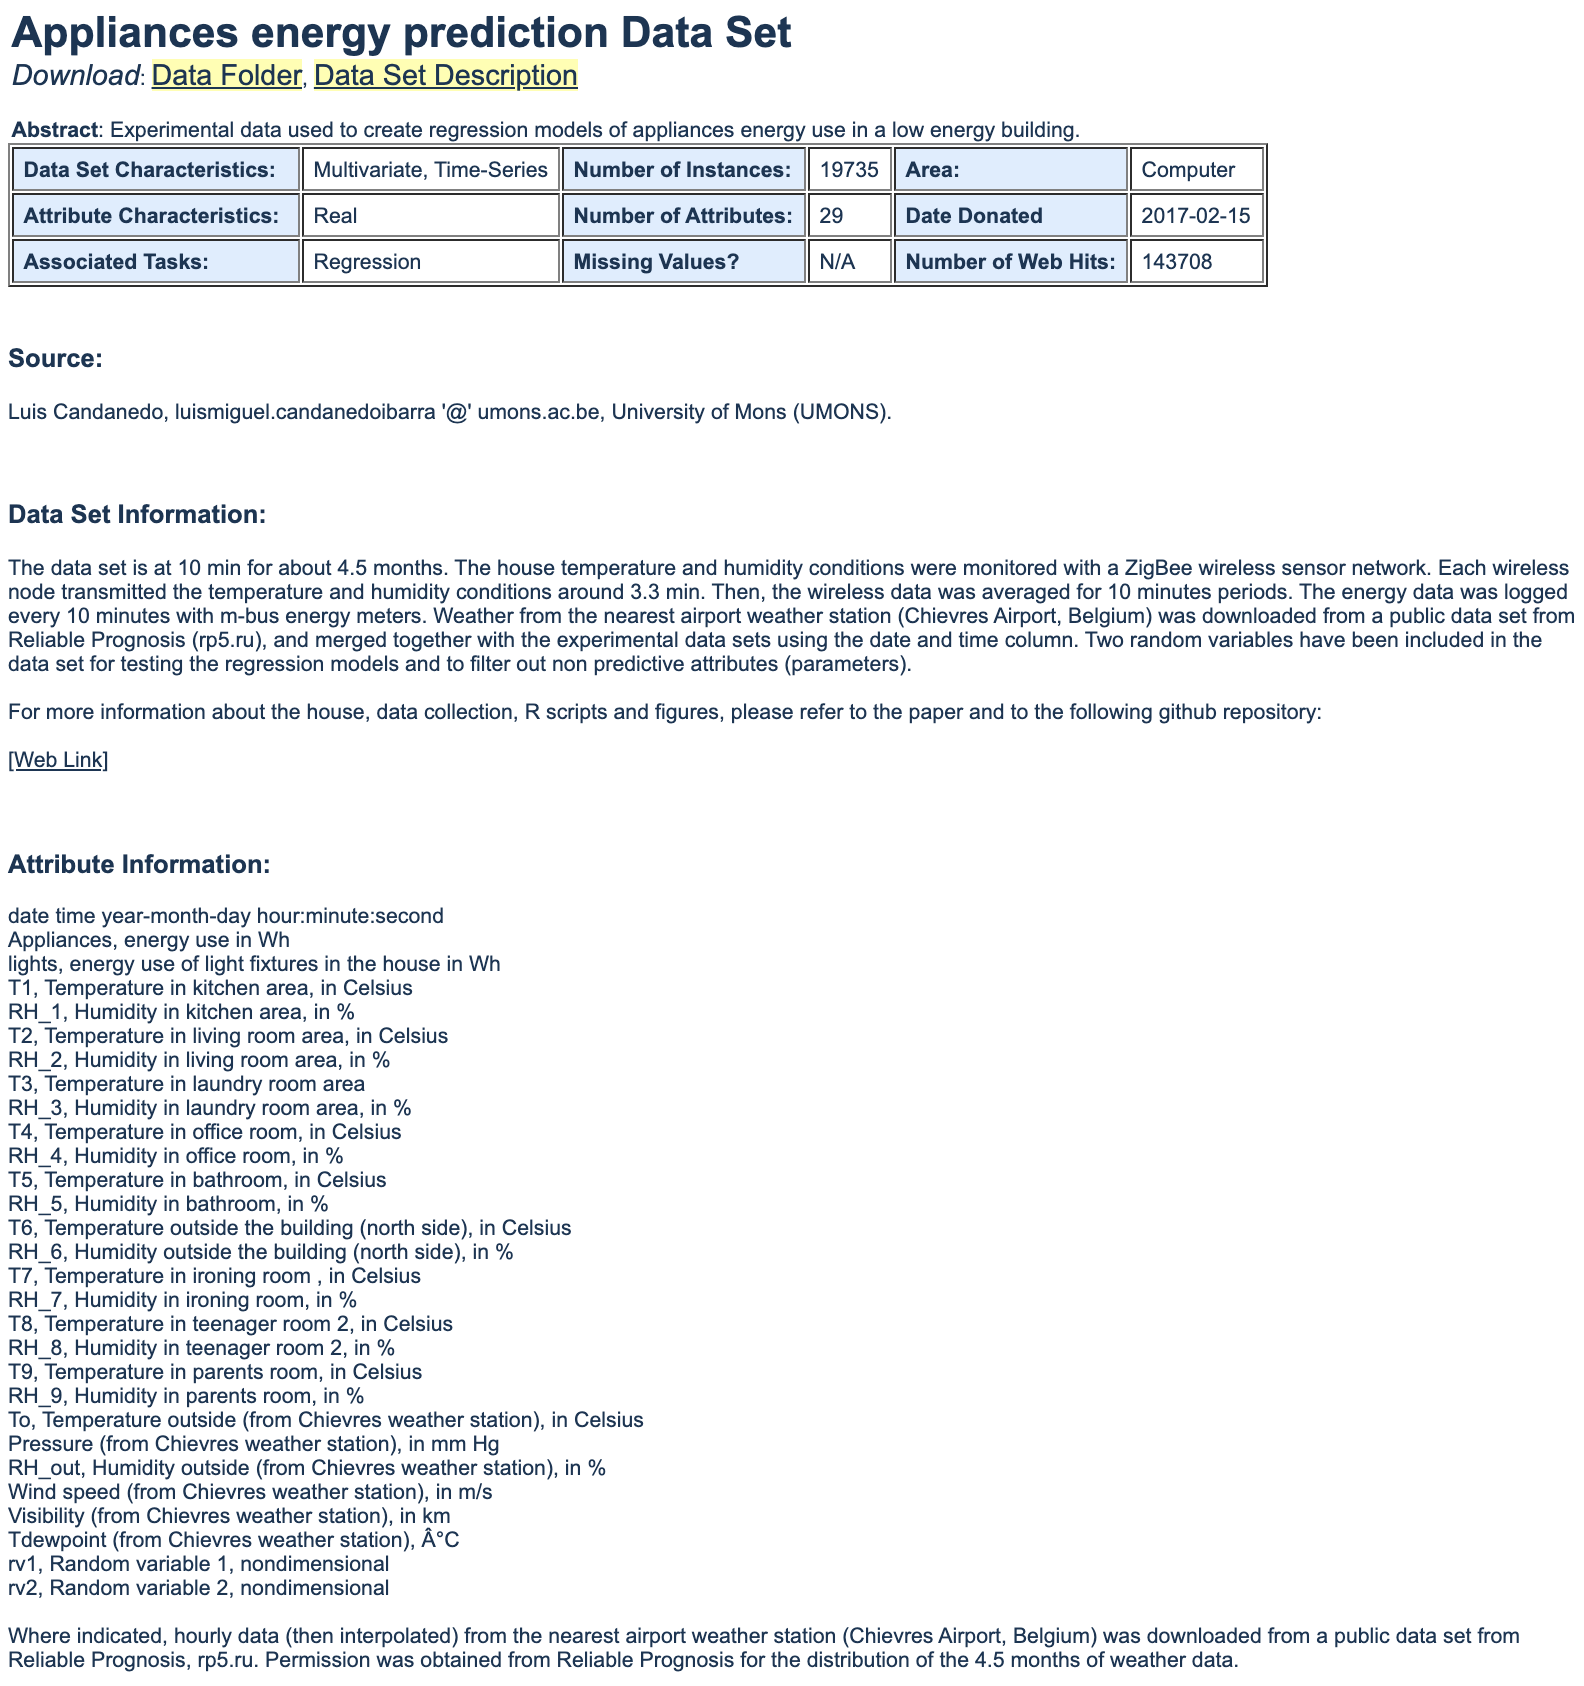 Appliances energy prediction Data Set
Download: Data Folder, Data Set Description
Abstract: Experimental data used to create regression models of appliances energy use in a low energy building.
Data Set Characteristics: Multivariate, Time-Series Number of Instances: 19735 Area: Computer
Attribute Characteristics: Real Number of Attributes: 29 Date Donated 2017-02-15
Associated Tasks: Regression Missing Values? N/A Number of Web Hits: 143708
Source:
Luis Candanedo, luismiguel.candanedoibarra '@' umons.ac.be, University of Mons (UMONS).
Data Set Information:
The data set is at 10 min for about 4.5 months. The house temperature and humidity conditions were monitored with a ZigBee wireless sensor network. Each wireless
node transmitted the temperature and humidity conditions around 3.3 min. Then, the wireless data was averaged for 10 minutes periods. The energy data was logged
every 10 minutes with m-bus energy meters. Weather from the nearest airport weather station (Chievres Airport, Belgium) was downloaded from a public data set from
Reliable Prognosis (rp5.ru), and merged together with the experimental data sets using the date and time column. Two random variables have been included in the
data set for testing the regression models and to filter out non predictive attributes (parameters).
For more information about the house, data collection, R scripts and figures, please refer to the paper and to the following github repository:
[Web Link]
Attribute Information:
date time year-month-day hour:minute:second
Appliances, energy use in Wh
lights, energy use of light fixtures in the house in Wh
T1, Temperature in kitchen area, in Celsius
RH_1, Humidity in kitchen area, in %
T2, Temperature in living room area, in Celsius
RH_2, Humidity in living room area, in %
T3, Temperature in laundry room area
RH_3, Humidity in laundry room area, in %
T4, Temperature in office room, in Celsius
RH_4, Humidity in office room, in %
T5, Temperature in bathroom, in Celsius
RH_5, Humidity in bathroom, in %
T6, Temperature outside the building (north side), in Celsius
RH_6, Humidity outside the building (north side), in %
T7, Temperature in ironing room , in Celsius
RH_7, Humidity in ironing room, in %
T8, Temperature in teenager room 2, in Celsius
RH_8, Humidity in teenager room 2, in %
T9, Temperature in parents room, in Celsius
RH_9, Humidity in parents room, in %
To, Temperature outside (from Chievres weather station), in Celsius
Pressure (from Chievres weather station), in mm Hg
RH_out, Humidity outside (from Chievres weather station), in %
Wind speed (from Chievres weather station), in m/s
Visibility (from Chievres weather station), in km
Tdewpoint (from Chievres weather station), Â°C
rv1, Random variable 1, nondimensional
rv2, Random variable 2, nondimensional
Where indicated, hourly data (then interpolated) from the nearest airport weather station (Chievres Airport, Belgium) was downloaded from a public data set from
Reliable Prognosis, rp5.ru. Permission was obtained from Reliable Prognosis for the distribution of the 4.5 months of weather data.